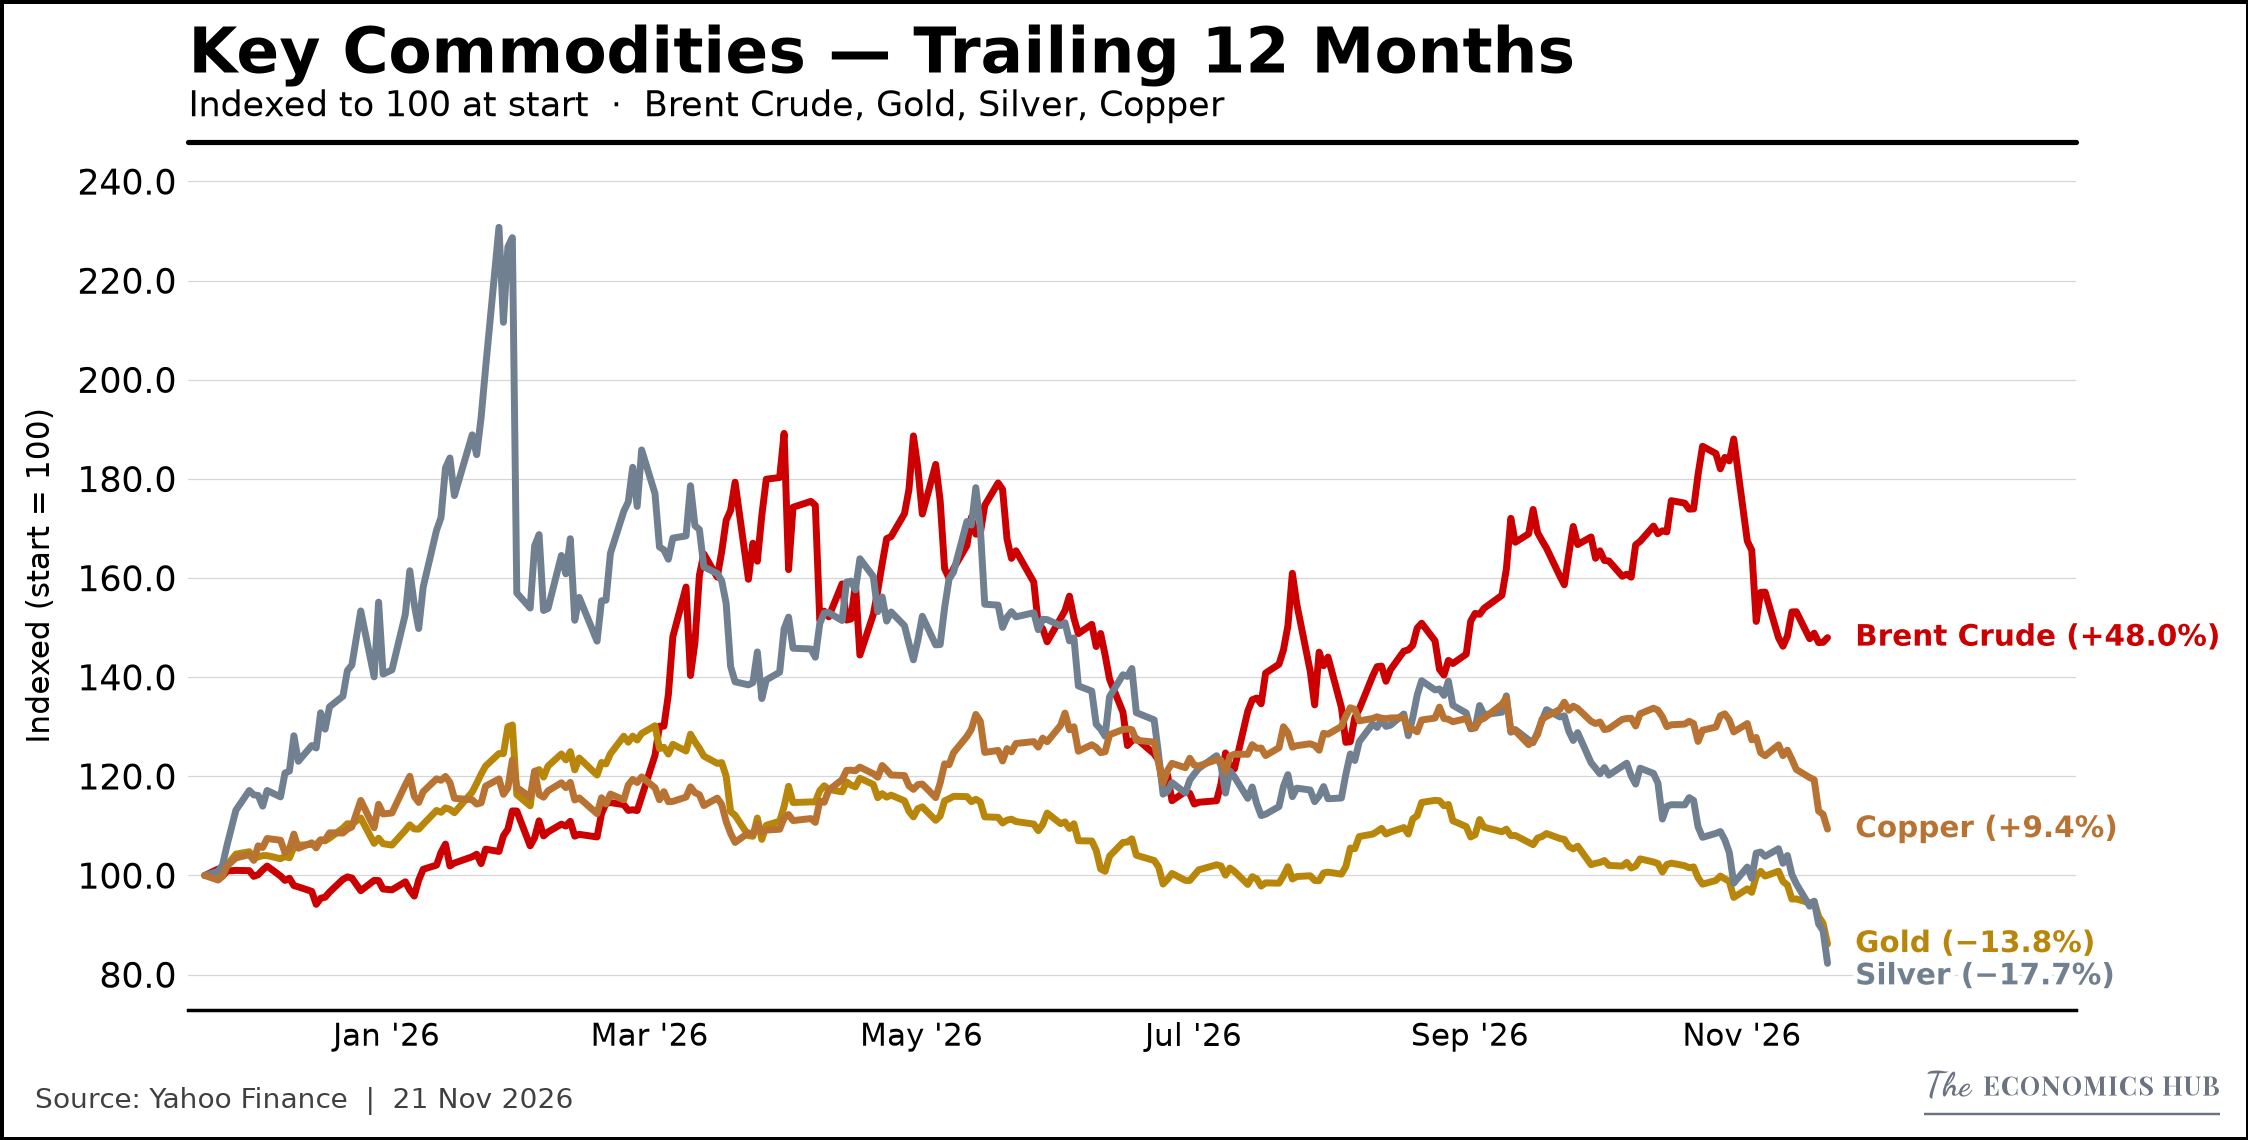 Key Commodities — Trailing 12 Months
Indexed to 100 at start · Brent Crude, Gold, Silver, Copper
Indexed (start = 100)
240.0
220.0
200.0
180.0
160.0
140.0
120.0
100.0
80.0
Brent Crude (+48.0%)
Copper (+9.4%)
Gold (−13.8%)
Silver (−17.7%)
Jan '26 Mar '26 May '26 Jul '26 Sep '26 Nov '26
Source: Yahoo Finance | 21 Nov 2026
The ECONOMICS HUB